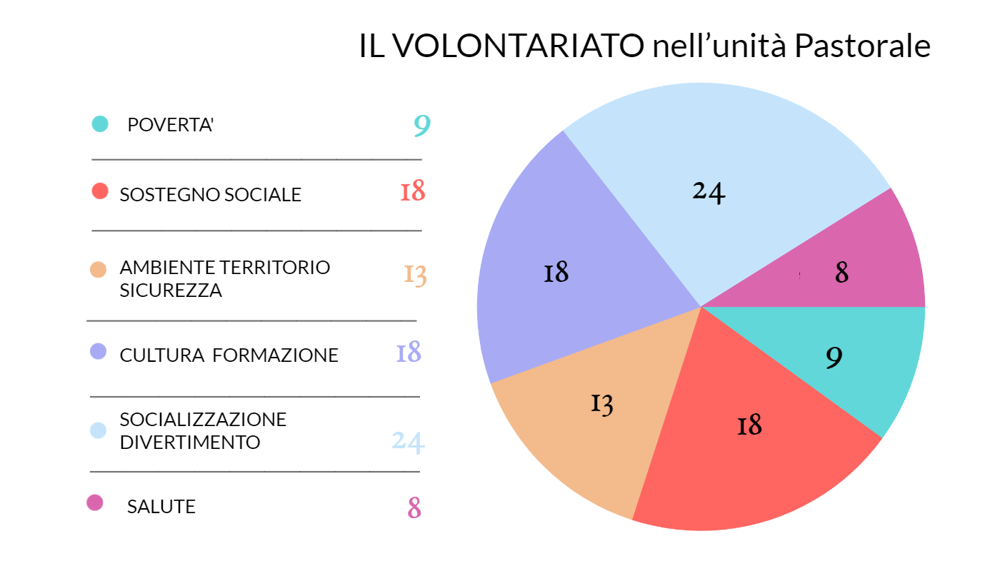 IL VOLONTARIATO nell’unità Pastorale
POVERTA' 9
SOSTEGNO SOCIALE 18
AMBIENTE TERRITORIO
SICUREZZA 13
CULTURA FORMAZIONE 18
SOCIALIZZAZIONE
DIVERTIMENTO 24
SALUTE 8
24
18
8
9
13
18